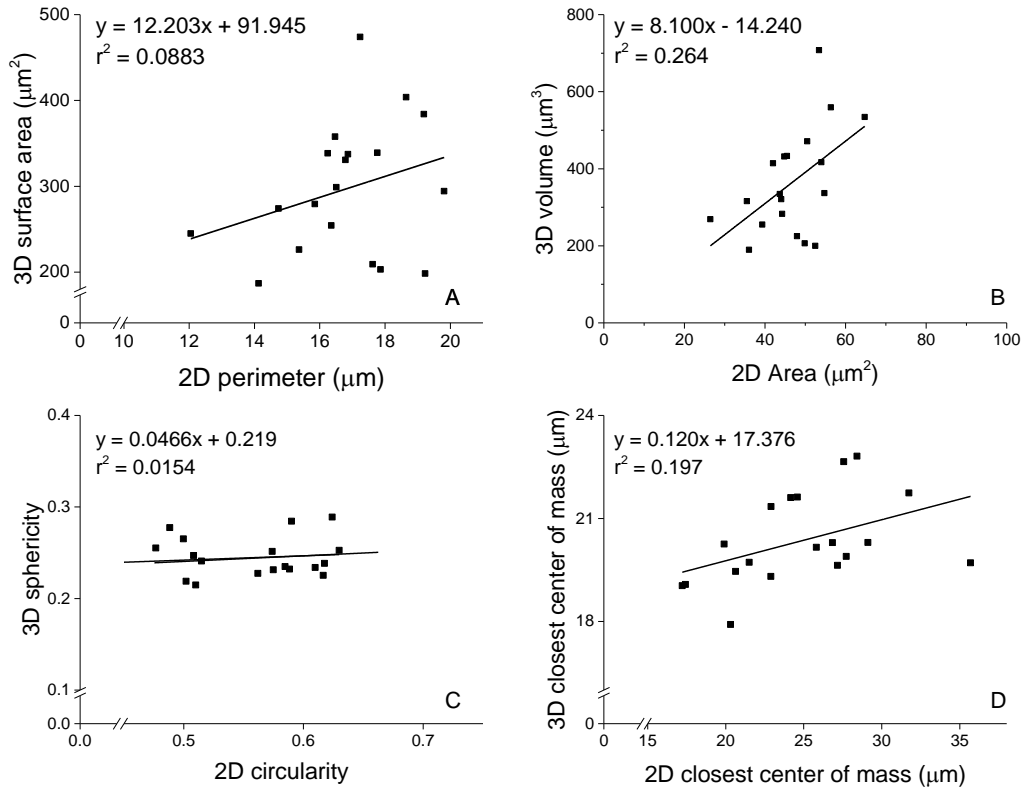 y = 12.203x + 91.945
r² = 0.0883
500
400
300
200
0
3D surface area (μm²)
A
0 10 12 14 16 18 20
2D perimeter (μm)
y = 8.100x - 14.240
r² = 0.264
800
600
400
200
0
3D volume (μm³)
B
0 20 40 60 80 100
2D Area (μm²)
y = 0.0466x + 0.219
r² = 0.0154
0.4
0.3
0.2
0.1
0.0
3D sphericity
C
0.0 0.5 0.6 0.7
2D circularity
y = 0.120x + 17.376
r² = 0.197
24
21
18
0
3D closest center of mass (μm)
D
0 15 20 25 30 35
2D closest center of mass (μm)